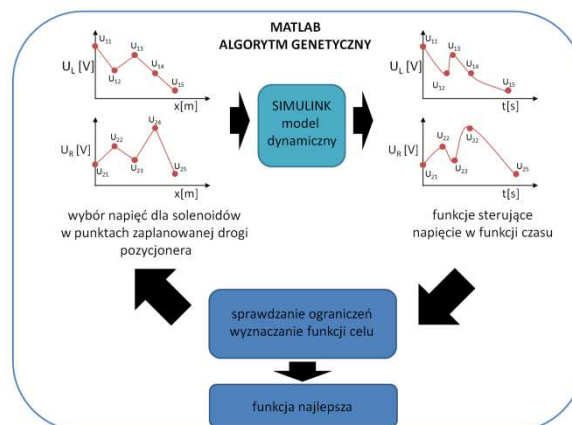 MATLAB
ALGORYTM GENETYCZNY
U11
U13
UL [V]
U12
U14
U15
x[m]
U24
UR [V]
U22
U21
U23
U25
x[m]
wybór napięć dla solenoidów
w punktach zaplanowanej drogi
pozycjonera
SIMULINK
model
dynamiczny
U11
U13
UL [V]
U12
U14
U15
t[s]
UR [V]
U22
U22
U21
U23
U25
t[s]
funkcje sterujące
napięcie w funkcji czasu
sprawdzanie ograniczeń
wyznaczanie funkcji celu
funkcja najlepsza